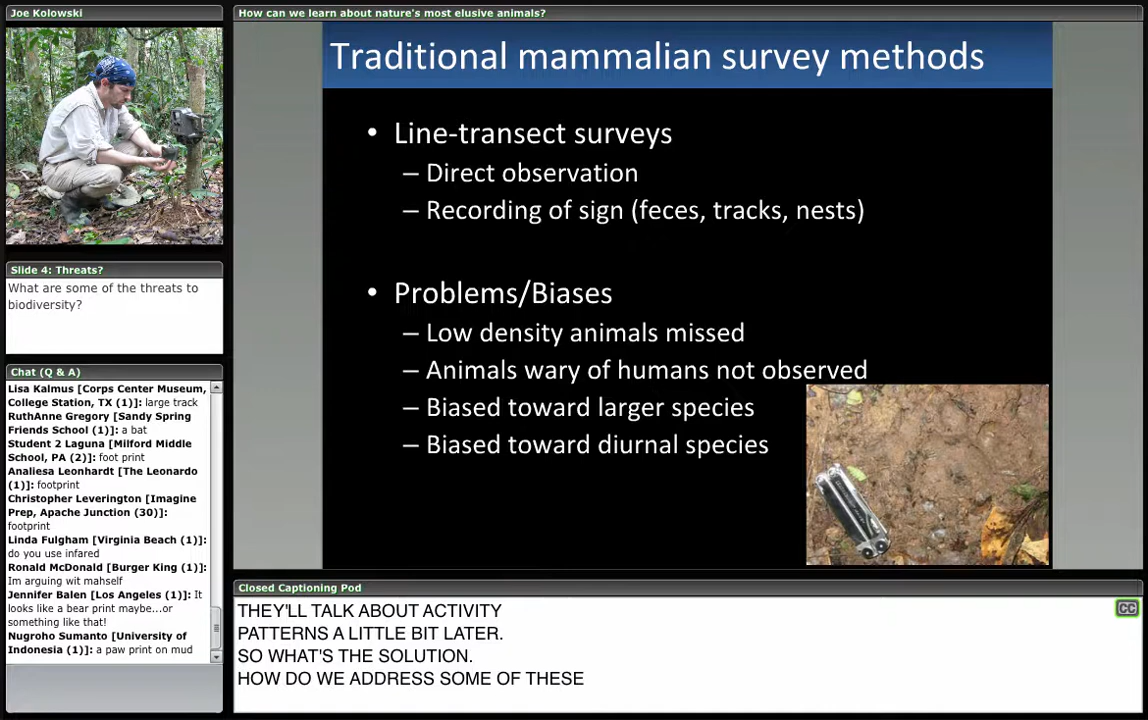 Joe Kolowski
How can we learn about nature's most elusive animals?
Traditional mammalian survey methods
• Line-transect surveys
– Direct observation
– Recording of sign (feces, tracks, nests)
• Problems/Biases
– Low density animals missed
– Animals wary of humans not observed
– Biased toward larger species
– Biased toward diurnal species
Slide 4: Threats?
What are some of the threats to
biodiversity?
Chat (Q & A)
Lisa Kalmus [Corps Center Museum,
College Station, TX (1)]: large track
RuthAnne Gregory [Sandy Spring
Friends School (1)]: a bat
Student 2 Laguna [Milford Middle
School, PA (2)]: foot print
Analiesa Leonhardt [The Leonardo
(1)]: footprint
Christopher Leverington [Imagine
Prep, Apache Junction (30)]:
footprint
Linda Fulgham [Virginia Beach (1)]:
do you use infared
Ronald McDonald [Burger King (1)]:
Im arguing wit mahself
Jennifer Balen [Los Angeles (1)]: It
looks like a bear print maybe...or
something like that!
Nugroho Sumanto [University of
Indonesia (1)]: a paw print on mud
Closed Captioning Pod
CC
THEY'LL TALK ABOUT ACTIVITY
PATTERNS A LITTLE BIT LATER.
SO WHAT'S THE SOLUTION.
HOW DO WE ADDRESS SOME OF THESE